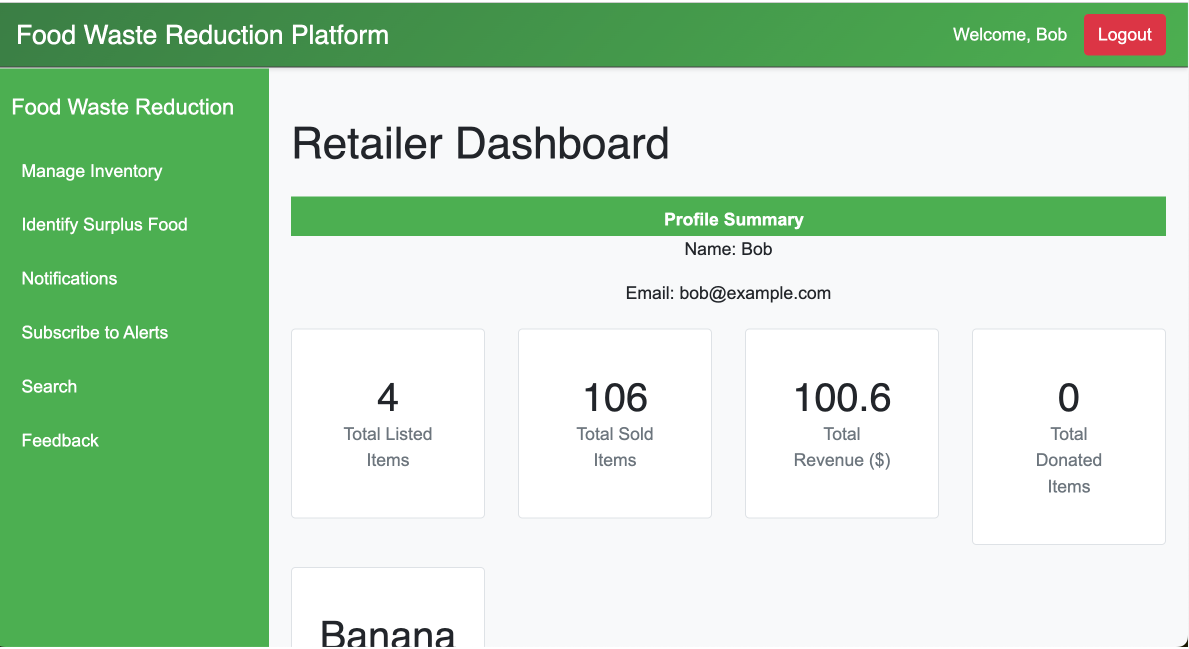 Food Waste Reduction Platform
Welcome, Bob
Logout
Food Waste Reduction
Manage Inventory
Identify Surplus Food
Notifications
Subscribe to Alerts
Search
Feedback
Retailer Dashboard
Profile Summary
Name: Bob
Email: bob@example.com
4
Total Listed
Items
106
Total Sold
Items
100.6
Total
Revenue ($)
0
Total
Donated
Items
Banana